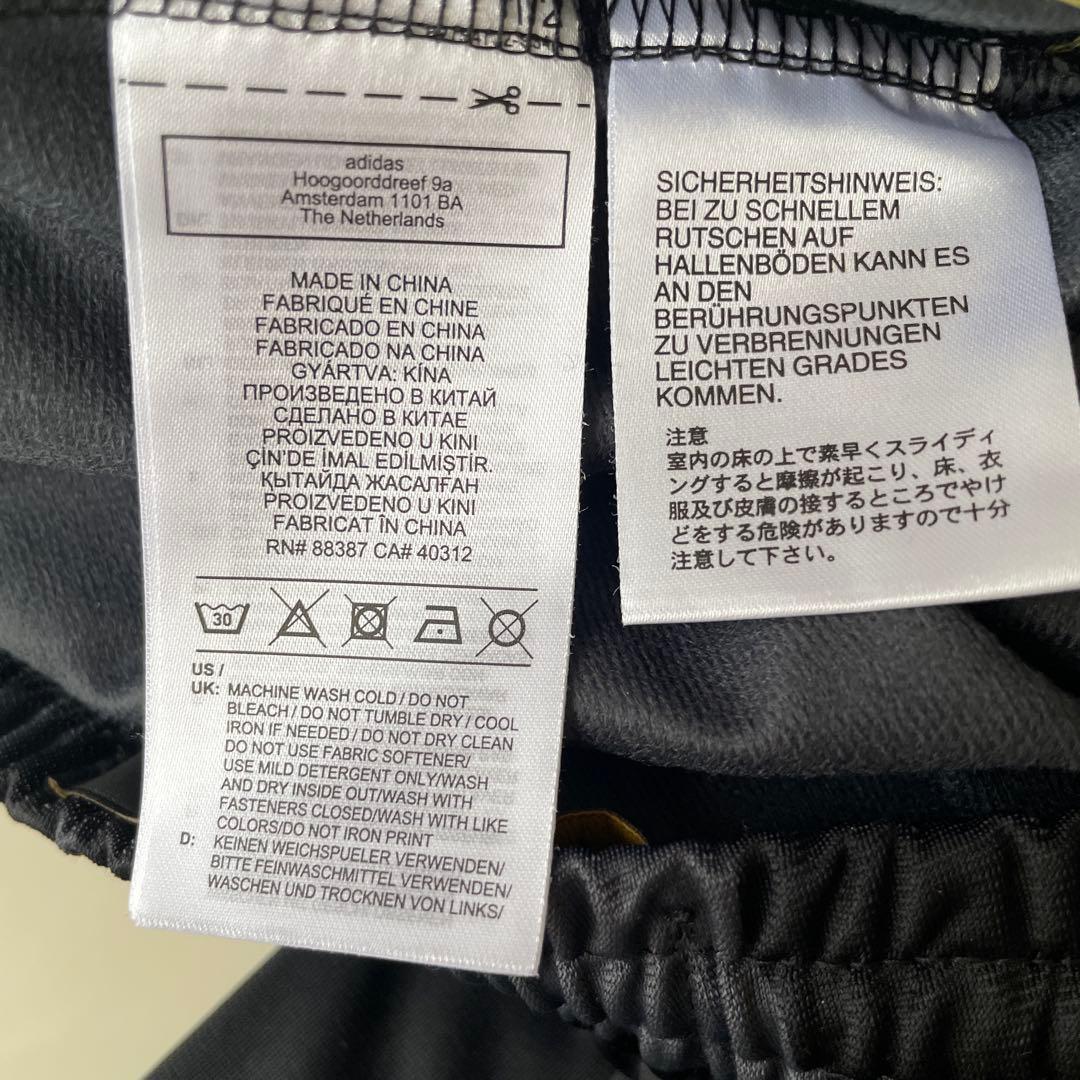 adidas
Hoogoorddreef 9a
Amsterdam 1101 BA
The Netherlands
MADE IN CHINA
FABRIQUÉ EN CHINE
FABRICADO EN CHINA
FABRICADO NA CHINA
GYÁRTVA: KÍNA
ПРОИЗВЕДЕНО В КИТАЙ
СДЕЛАНО В КИТАЕ
PROIZVEDENO U KINI
ÇİN'DE İMAL EDİLMİŞTİR.
ҚЫТАЙДА ЖАСАЛҒАН
PROIZVEDENO U KINI
FABRICAT ÎN CHINA
RN# 88387 CA# 40312
30
US /
UK: MACHINE WASH COLD / DO NOT
BLEACH / DO NOT TUMBLE DRY / COOL
IRON IF NEEDED / DO NOT DRY CLEAN
DO NOT USE FABRIC SOFTENER/
USE MILD DETERGENT ONLY/WASH
AND DRY INSIDE OUT/WASH WITH
FASTENERS CLOSED/WASH WITH LIKE
COLORS/DO NOT IRON PRINT
D: KEINEN WEICHSPUELER VERWENDEN/
BITTE FEINWASCHMITTEL VERWENDEN/
WASCHEN UND TROCKNEN VON LINKS/
SICHERHEITSHINWEIS:
BEI ZU SCHNELLEM
RUTSCHEN AUF
HALLENBÖDEN KANN ES
AN DEN
BERÜHRUNGSPUNKTEN
ZU VERBRENNUNGEN
LEICHTEN GRADES
KOMMEN.
注意
室内の床の上で素早くスライディ
ングすると摩擦が起こり、床、衣
服及び皮膚の接するところでやけ
どをする危険がありますので十分
注意して下さい。